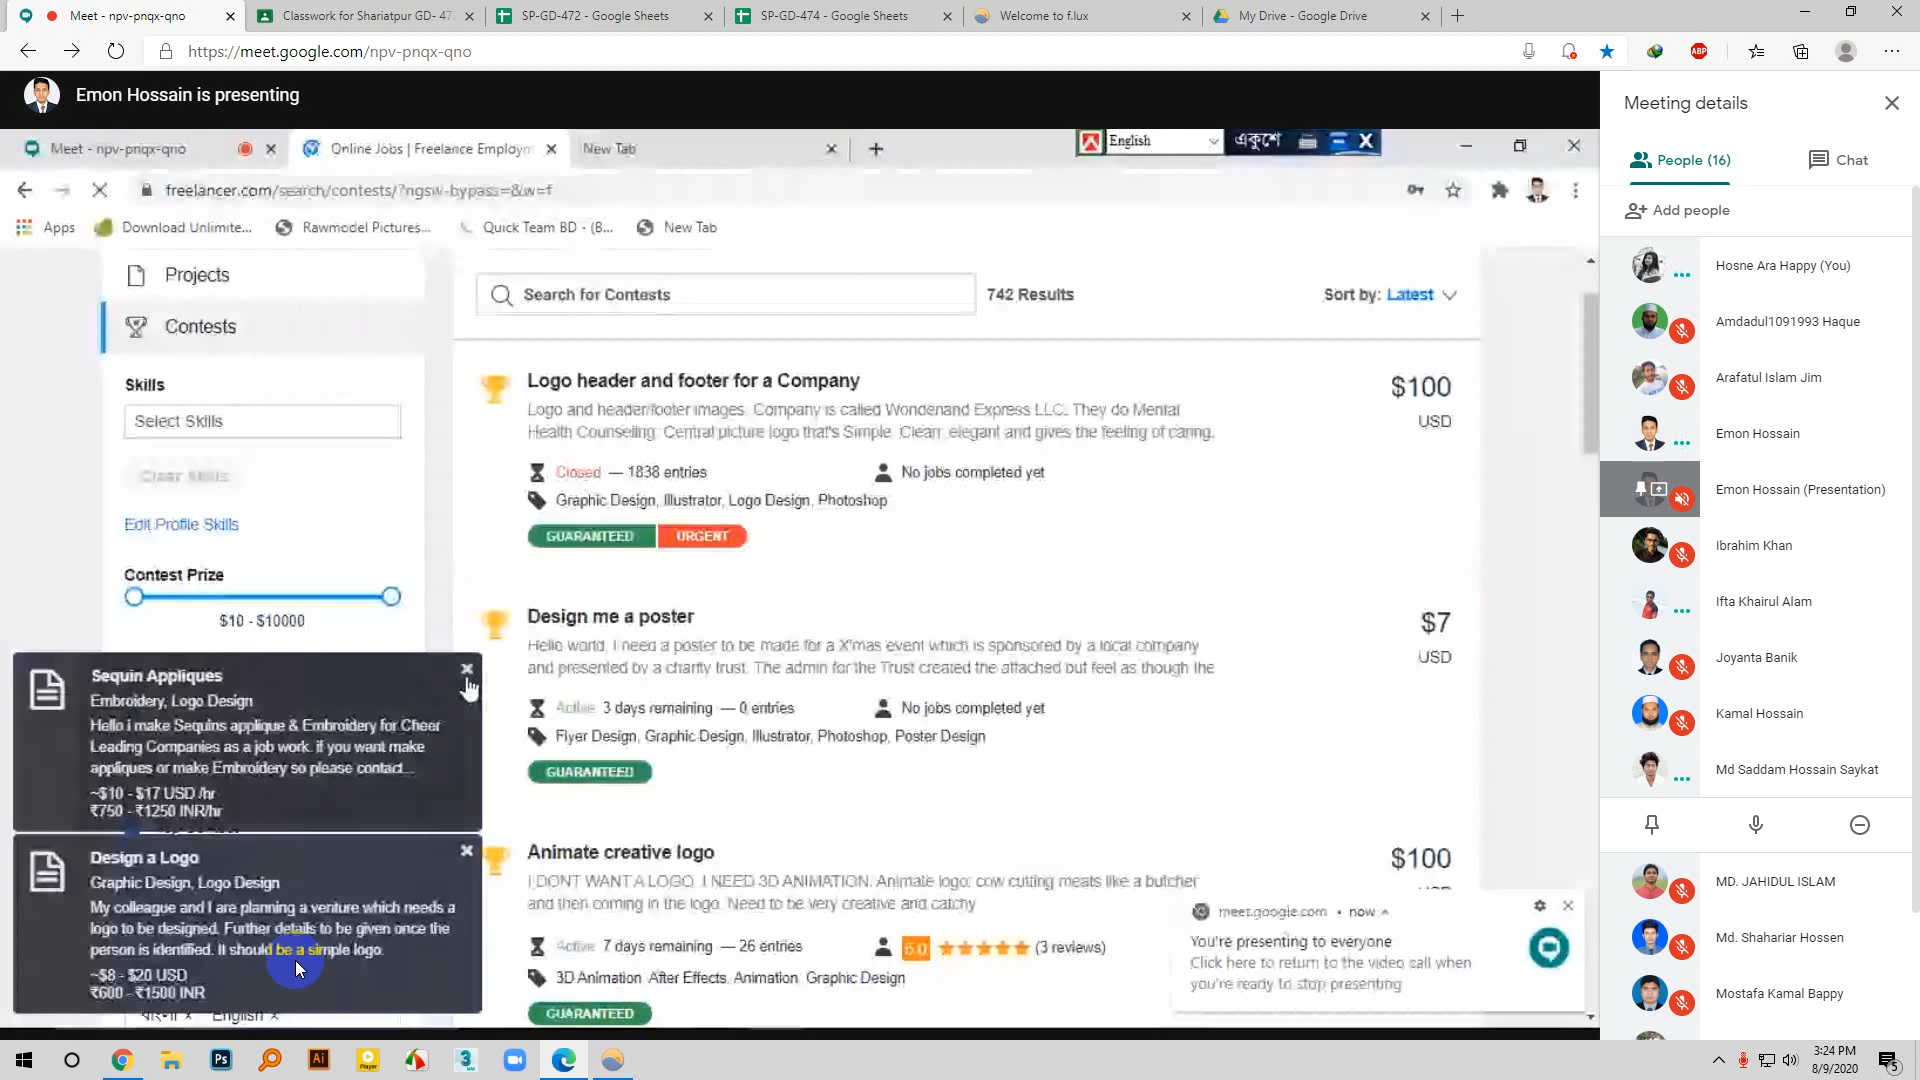 Meet - npv-pnqx-qno
Classwork for Shariatpur GD- 472
SP-GD-472 - Google Sheets
SP-GD-474 - Google Sheets
Welcome to f.lux
My Drive - Google Drive
https://meet.google.com/npv-pnqx-qno
ABP
Emon Hossain is presenting
Meet - npv-pnqx-qno
Online Jobs | Freelance Employm
New Tab
English
একুশে
freelancer.com/search/contests/?ngsw-bypass=&w=f
Apps
Download Unlimite...
Rawmodel Pictures...
Quick Team BD - (B...
New Tab
Projects
Contests
Skills
Select Skills
Clear Skills
Edit Profile Skills
Contest Prize
$10 - $10000
Search for Contests
742 Results
Sort by: Latest
Logo header and footer for a Company
$100
USD
Logo and header/footer images. Company is called Wondenand Express LLC. They do Mental
Health Counseling. Central picture logo that's Simple. Clean, elegant and gives the feeling of caring.
Closed — 1838 entries
No jobs completed yet
Graphic Design, Illustrator, Logo Design, Photoshop
GUARANTEED
URGENT
Design me a poster
$7
USD
Hello world, I need a poster to be made for a X'mas event which is sponsored by a local company
and presented by a charity trust. The admin for the Trust created the attached but feel as though the
Active 3 days remaining — 0 entries
No jobs completed yet
Flyer Design, Graphic Design, Illustrator, Photoshop, Poster Design
GUARANTEED
Animate creative logo
$100
I DONT WANT A LOGO. I NEED 3D ANIMATION. Animate logo: cow cutting meats like a butcher
and then coming in the logo. Need to be very creative and catchy
Active 7 days remaining — 26 entries
5.0
(3 reviews)
3D Animation After Effects, Animation Graphic Design
GUARANTEED
Sequin Appliques
Embroidery, Logo Design
Hello i make Sequins applique & Embroidery for Cheer
Leading Companies as a job work. if you want make
appliques or make Embroidery so please contact...
~$10 - $17 USD /hr
₹750 - ₹1250 INR/hr
Design a Logo
Graphic Design, Logo Design
My colleague and I are planning a venture which needs a
logo to be designed. Further details to be given once the
person is identified. It should be a simple logo.
~$8 - $20 USD
₹600 - ₹1500 INR
English ×
meet.google.com • now
You're presenting to everyone
Click here to return to the video call when
you're ready to stop presenting
Meeting details
People (16)
Chat
Add people
Hosne Ara Happy (You)
Amdadul1091993 Haque
Arafatul Islam Jim
Emon Hossain
Emon Hossain (Presentation)
Ibrahim Khan
Ifta Khairul Alam
Joyanta Banik
Kamal Hossain
Md Saddam Hossain Saykat
MD. JAHIDUL ISLAM
Md. Shahariar Hossen
Mostafa Kamal Bappy
Ps
Ai
Player
3
3:24 PM
8/9/2020
5